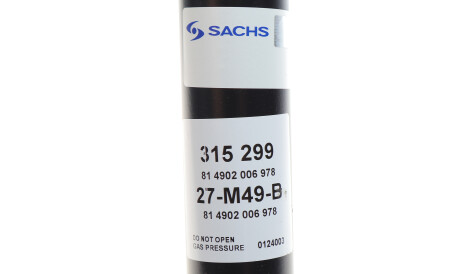 SACHS
315 299
81 4902 006 978
27-M49-B
81 4902 006 978
DO NOT OPEN
GAS PRESSURE 0124003